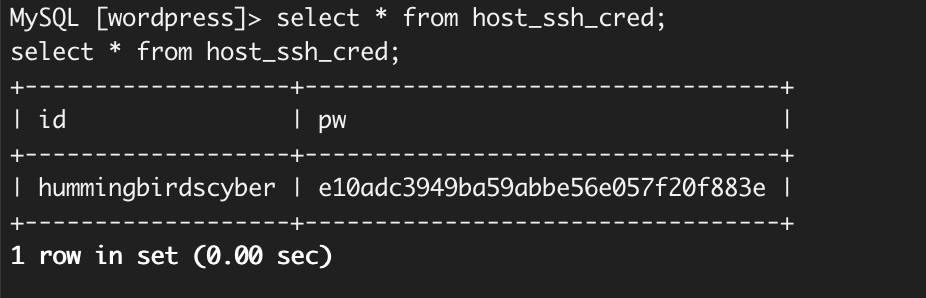 MySQL [wordpress]> select * from host_ssh_cred;
select * from host_ssh_cred;
+-------------------+----------------------------------+
| id                | pw                               |
+-------------------+----------------------------------+
| hummingbirdscyber | e10adc3949ba59abbe56e057f20f883e |
+-------------------+----------------------------------+
1 row in set (0.00 sec)